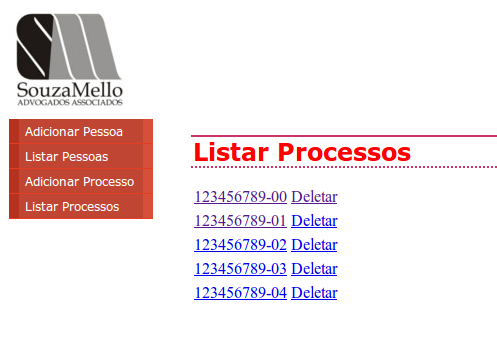 SouzaMello
ADVOGADOS ASSOCIADOS
Adicionar Pessoa
Listar Pessoas
Adicionar Processo
Listar Processos
Listar Processos
123456789-00 Deletar
123456789-01 Deletar
123456789-02 Deletar
123456789-03 Deletar
123456789-04 Deletar